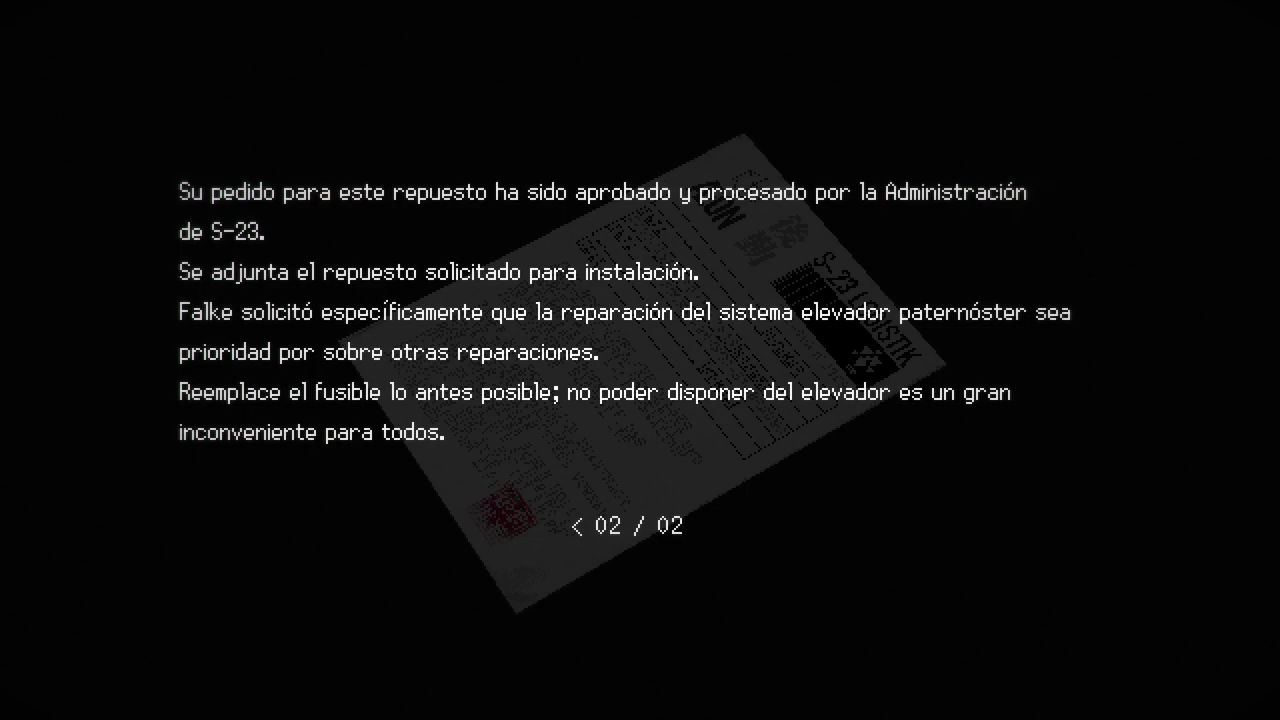 Su pedido para este repuesto ha sido aprobado y procesado por la Administración
de S-23.
Se adjunta el repuesto solicitado para instalación.
Falke solicitó específicamente que la reparación del sistema elevador paternóster sea
prioridad por sobre otras reparaciones.
Reemplace el fusible lo antes posible; no poder disponer del elevador es un gran
inconveniente para todos.
< 02 / 02